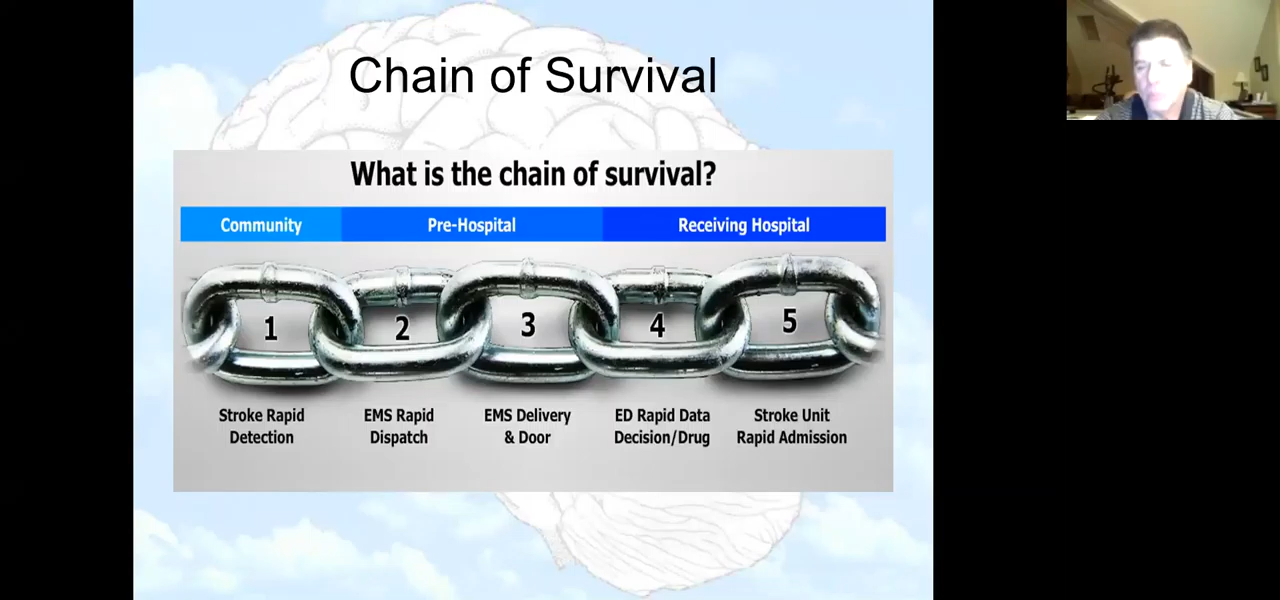 Chain of Survival
What is the chain of survival?
Community
Pre-Hospital
Receiving Hospital
1
2
3
4
5
Stroke Rapid
Detection
EMS Rapid
Dispatch
EMS Delivery
& Door
ED Rapid Data
Decision/Drug
Stroke Unit
Rapid Admission